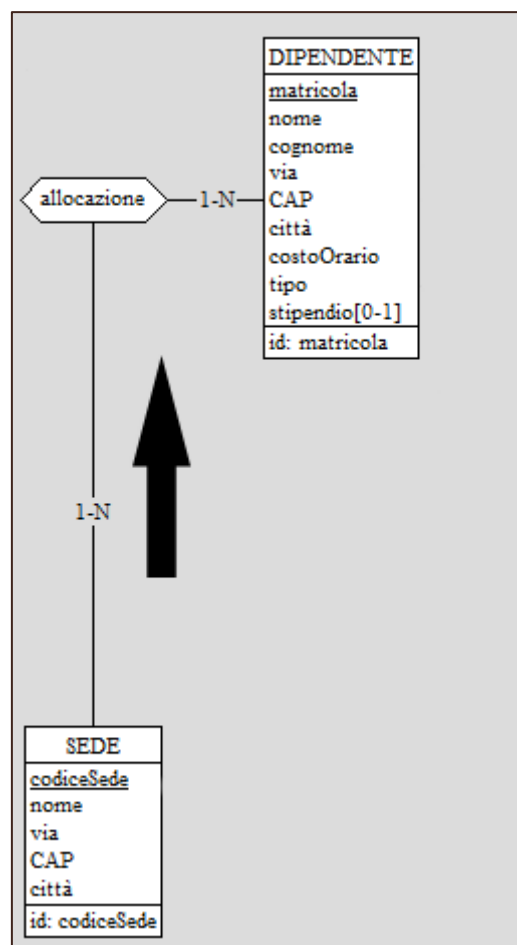 DIPENDENTE
matricola
nome
cognome
via
CAP
città
costoOrario
tipo
stipendio[0-1]
id: matricola
allocazione
1-N
1-N
SEDE
codiceSede
nome
via
CAP
città
id: codiceSede